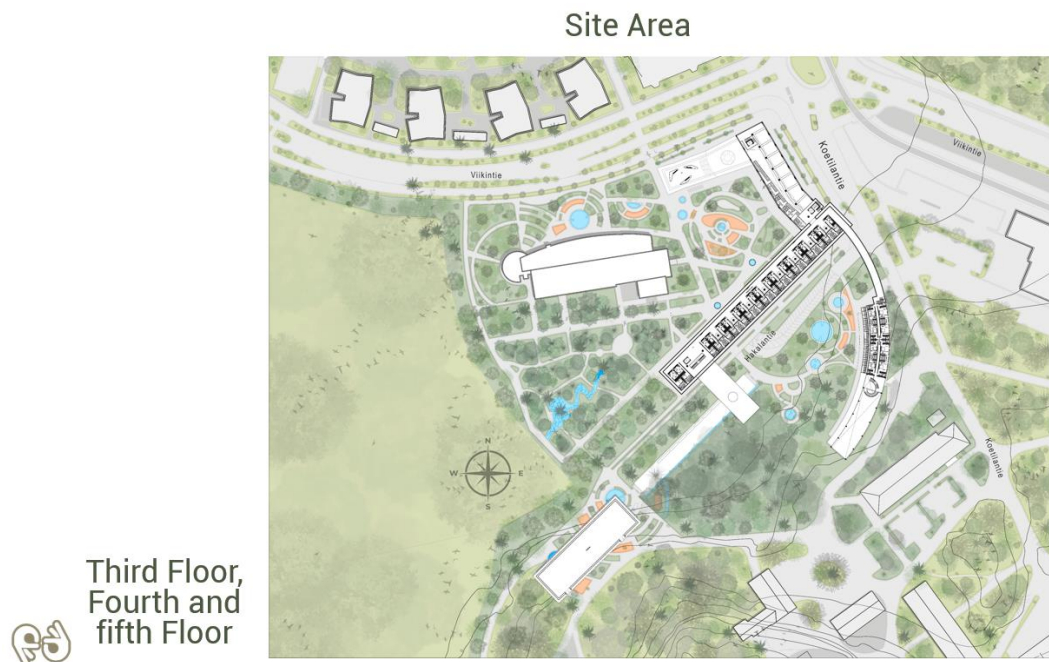 Site Area
Viikintie
Koetilantie
Viikintie
Hakalantie
Koetilantie
N
W E
S
Third Floor,
Fourth and
fifth Floor